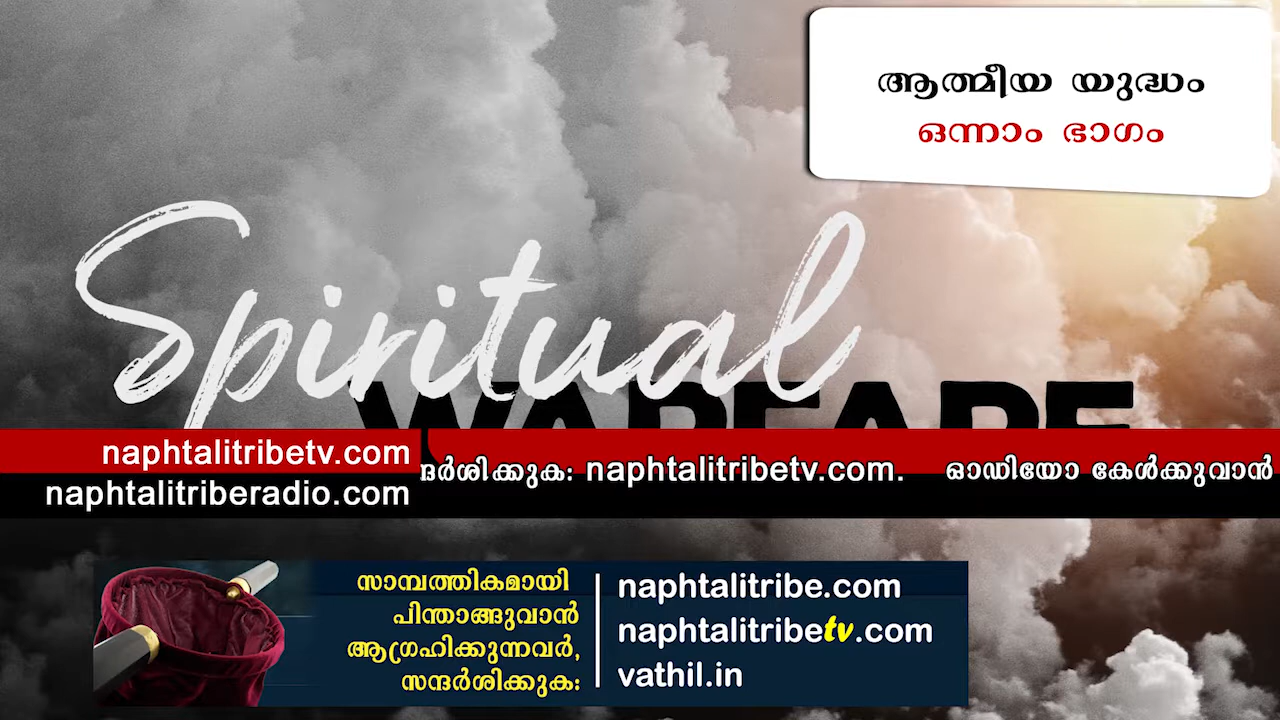 ആത്മീയ യുദ്ധം
ഒന്നാം ഭാഗം
Spiritual
WARFARE
naphtalitribetv.com
naphtalitriberadio.com
ദർശിക്കുക: naphtalitribetv.com. ഓഡിയോ കേൾക്കുവാൻ
സാമ്പത്തികമായി
പിന്താങ്ങുവാൻ
ആഗ്രഹിക്കുന്നവർ,
സന്ദർശിക്കുക:
naphtalitribe.com
naphtalitribetv.com
vathil.in